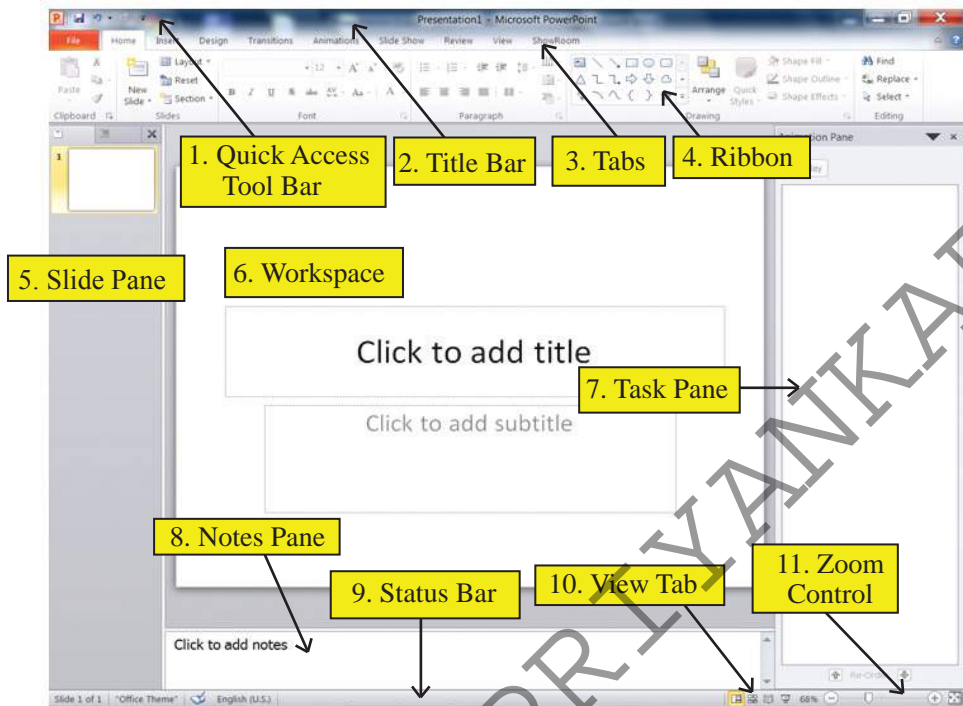 Presentation1 - Microsoft PowerPoint
File Home Insert Design Transitions Animations Slide Show Review View ShowRoom
Layout
Reset
Section
Paste
New
Slide
12
Arrange
Quick
Styles
Shape Fill
Shape Outline
Shape Effects
Find
Replace
Select
Clipboard Slides Font Paragraph Drawing Editing
1
1. Quick Access
Tool Bar
2. Title Bar
3. Tabs
4. Ribbon
Animation Pane
5. Slide Pane
6. Workspace
Click to add title
7. Task Pane
Click to add subtitle
8. Notes Pane
9. Status Bar
10. View Tab
11. Zoom
Control
Click to add notes
Re-Order
Slide 1 of 1 "Office Theme" English (U.S.) 68%